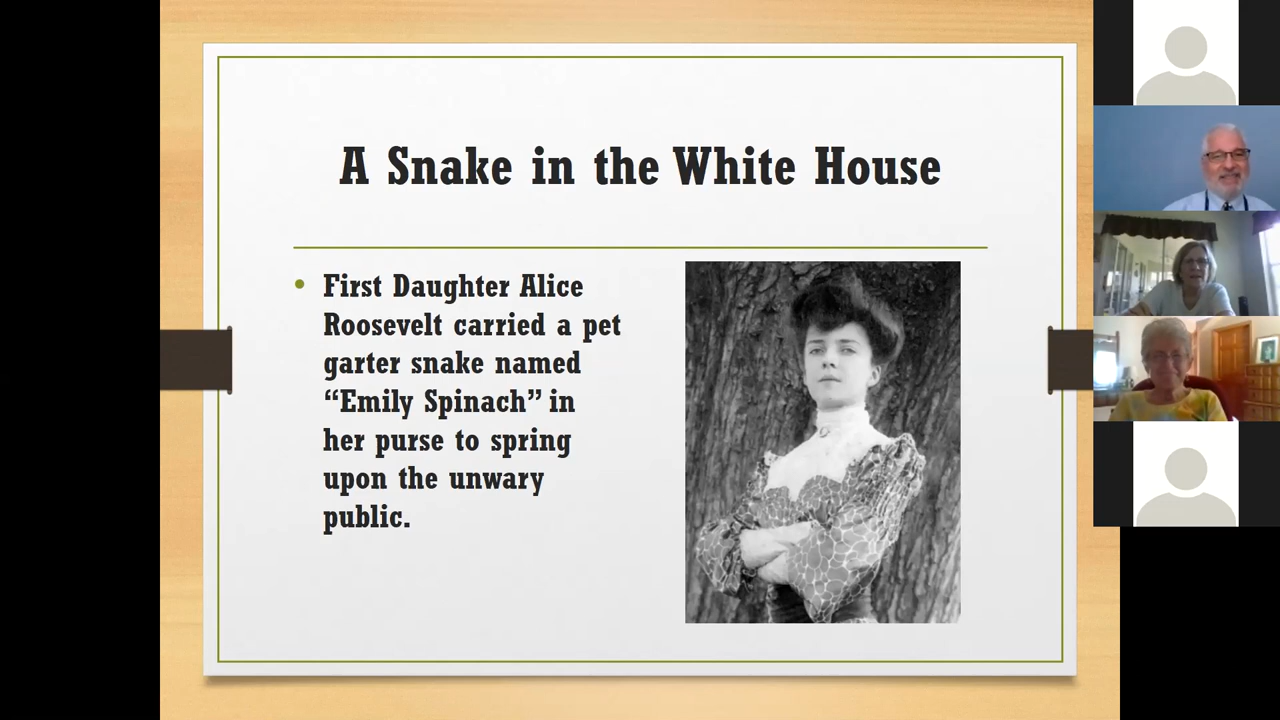 A Snake in the White House
• First Daughter Alice
Roosevelt carried a pet
garter snake named
“Emily Spinach” in
her purse to spring
upon the unwary
public.